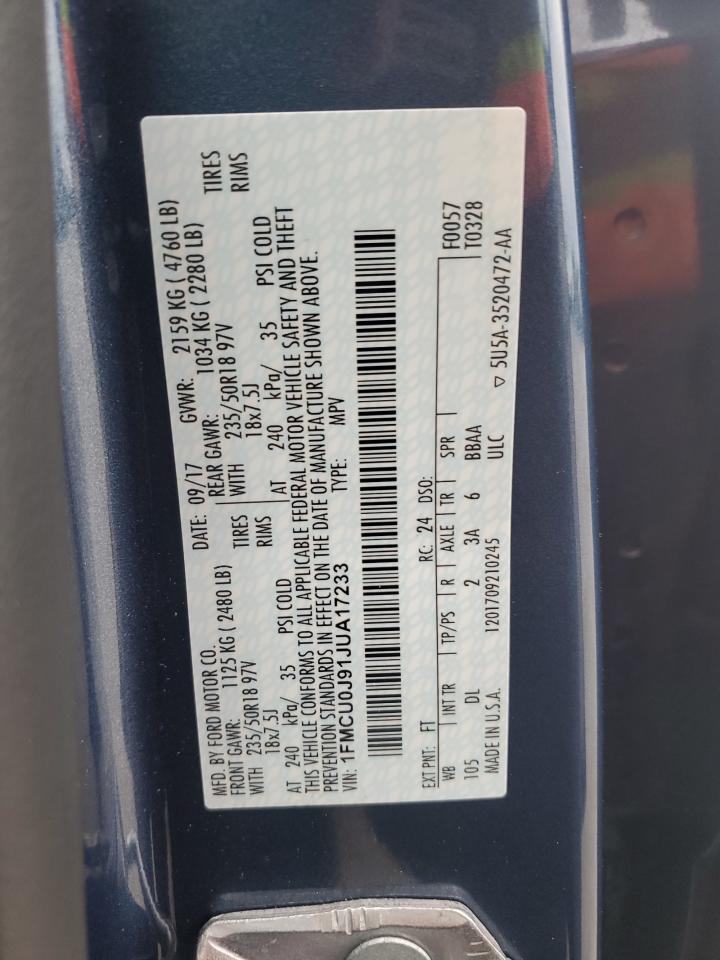 MFD. BY FORD MOTOR CO.
DATE: 09/17 GVWR: 2159 KG ( 4760 LB)
FRONT GAWR: 1125 KG ( 2480 LB) REAR GAWR: 1034 KG ( 2280 LB)
WITH 235/50R18 97V TIRES WITH 235/50R18 97V TIRES
18x7.5J RIMS 18x7.5J RIMS
AT 240 kPa/ 35 PSI COLD AT 240 kPa/ 35 PSI COLD
THIS VEHICLE CONFORMS TO ALL APPLICABLE FEDERAL MOTOR VEHICLE SAFETY AND THEFT
PREVENTION STANDARDS IN EFFECT ON THE DATE OF MANUFACTURE SHOWN ABOVE.
VIN: 1FMCU0J91JUA17233 TYPE: MPV
EXT PNT: FT RC: 24 DSO: F0057
WB INT TR TP/PS R AXLE TR SPR T0328
105 DL 2 3A 6 BBAA
MADE IN U.S.A. 1201709210245 ULC ▽ 5U5A-3520472-AA